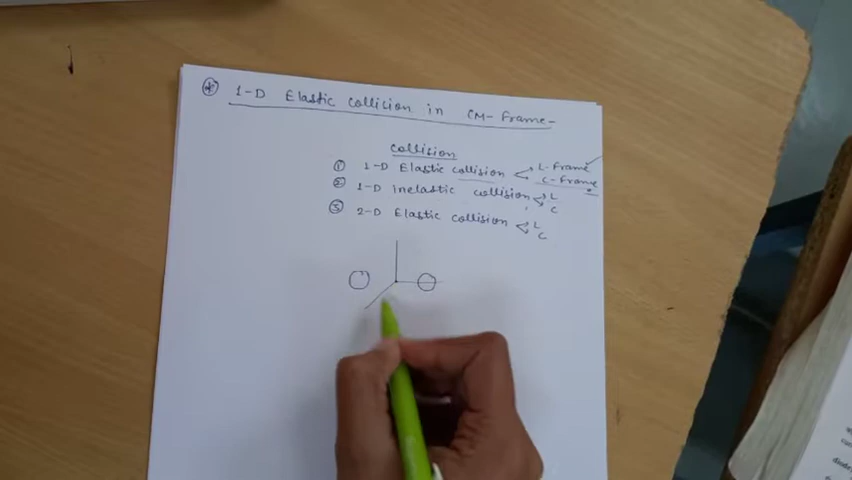 * 1-D Elastic Collision in CM-Frame-
Collision
① 1-D Elastic collision < L-Frame
C-Frame
② 1-D Inelastic collision < L
C
③ 2-D Elastic collision < L
C